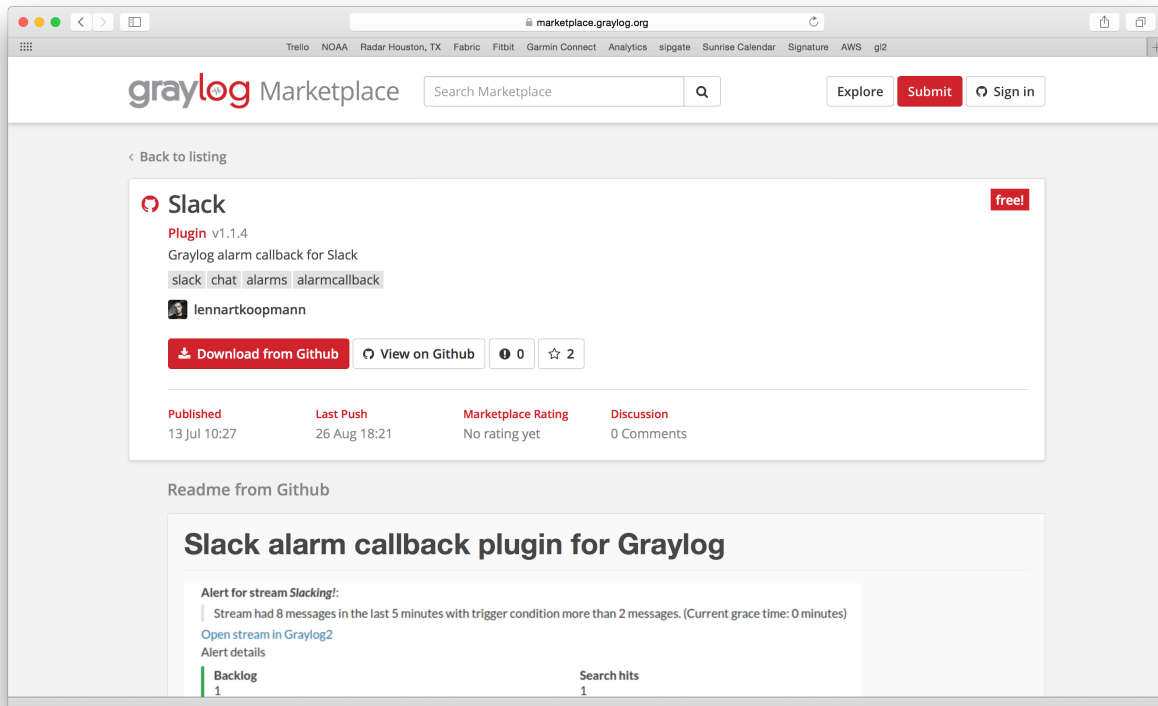 marketplace.graylog.org
Trello NOAA Radar Houston, TX Fabric Fitbit Garmin Connect Analytics sipgate Sunrise Calendar Signature AWS gl2
graylog Marketplace Search Marketplace Explore Submit Sign in
Back to listing
Slack free!
Plugin v1.1.4
Graylog alarm callback for Slack
slack chat alarms alarmcallback
lennartkoopmann
Download from Github View on Github 0 2
Published Last Push Marketplace Rating Discussion
13 Jul 10:27 26 Aug 18:21 No rating yet 0 Comments
Readme from Github
Slack alarm callback plugin for Graylog
Alert for stream Slacking!:
Stream had 8 messages in the last 5 minutes with trigger condition more than 2 messages. (Current grace time: 0 minutes)
Open stream in Graylog2
Alert details
Backlog Search hits
1 1